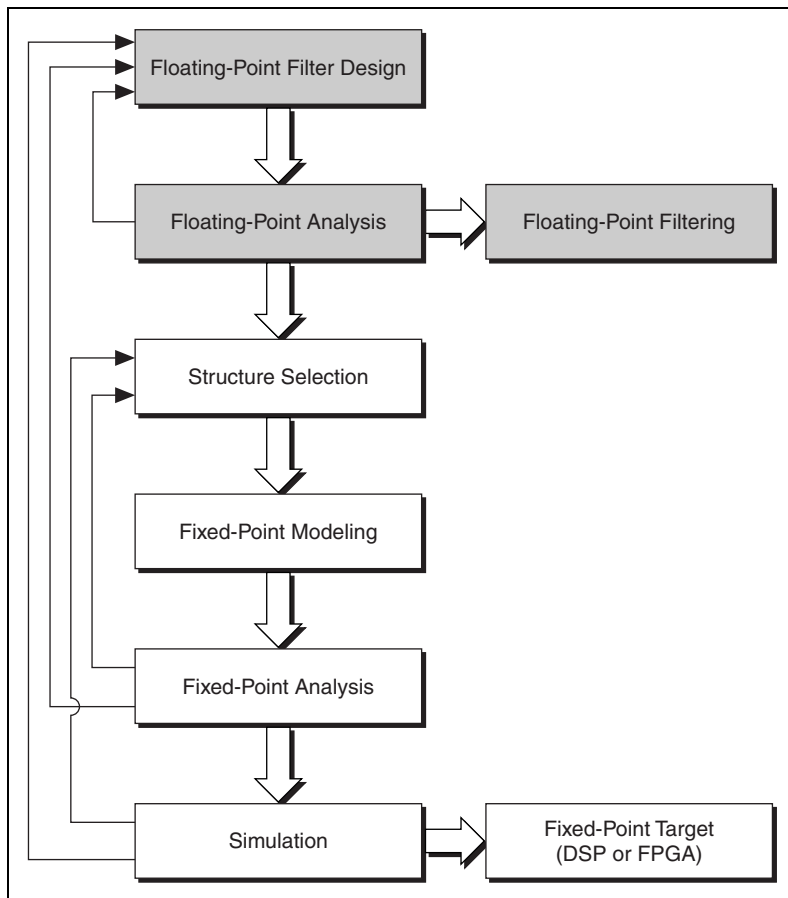 Floating-Point Filter Design
Floating-Point Analysis
Floating-Point Filtering
Structure Selection
Fixed-Point Modeling
Fixed-Point Analysis
Simulation
Fixed-Point Target
(DSP or FPGA)